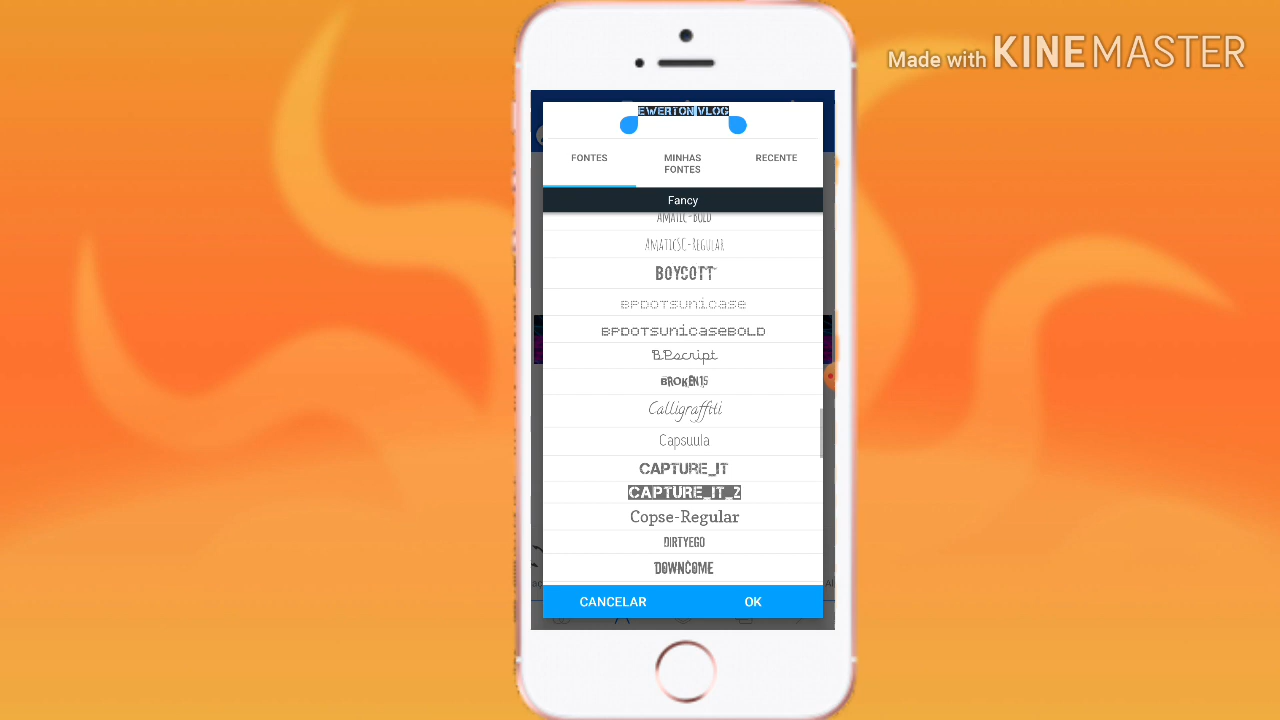 Made with KINEMASTER
EWERTON VLOG
FONTES
MINHAS
FONTES
RECENTE
Fancy
AMATIC-BOLD
AMATICSC-REGULAR
BOYCOTT
BPDOTSUNICASE
BPDOTSUNICASEBOLD
BPscript
BROKEN15
Calligraffiti
Capsuula
CAPTURE_IT
CAPTURE_IT_2
Copse-Regular
DIRTYEGO
DOWNCOME
CANCELAR
OK